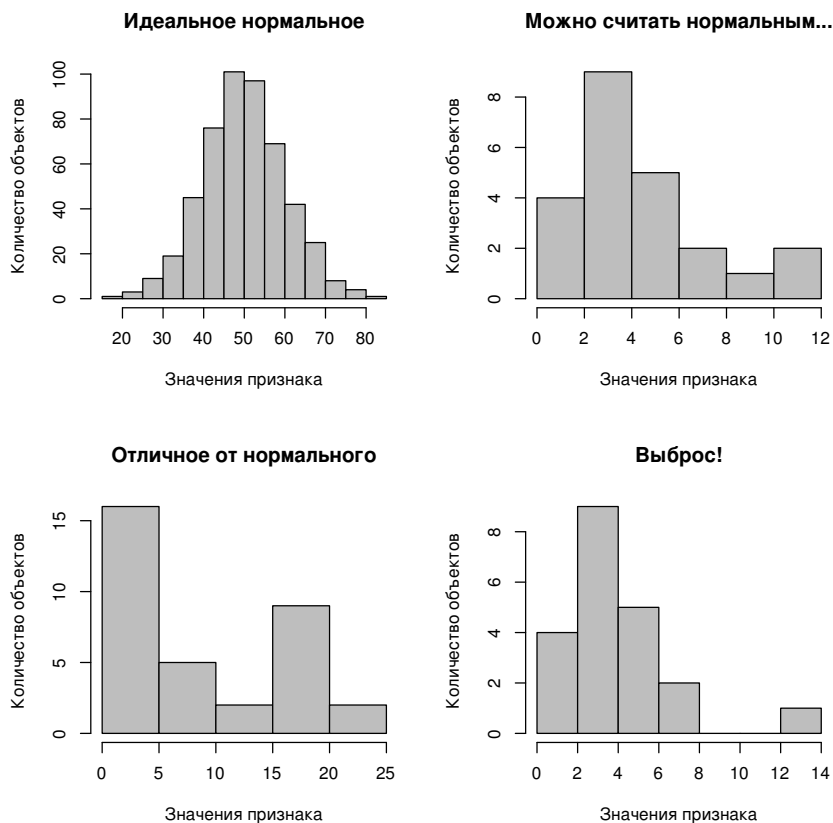 Идеальное нормальное
Количество объектов
0 20 40 60 80 100
20 30 40 50 60 70 80
Значения признака
Можно считать нормальным...
Количество объектов
0 2 4 6 8
0 2 4 6 8 10 12
Значения признака
Отличное от нормального
Количество объектов
0 5 10 15
0 5 10 15 20 25
Значения признака
Выброс!
Количество объектов
0 2 4 6 8
0 2 4 6 8 10 12 14
Значения признака